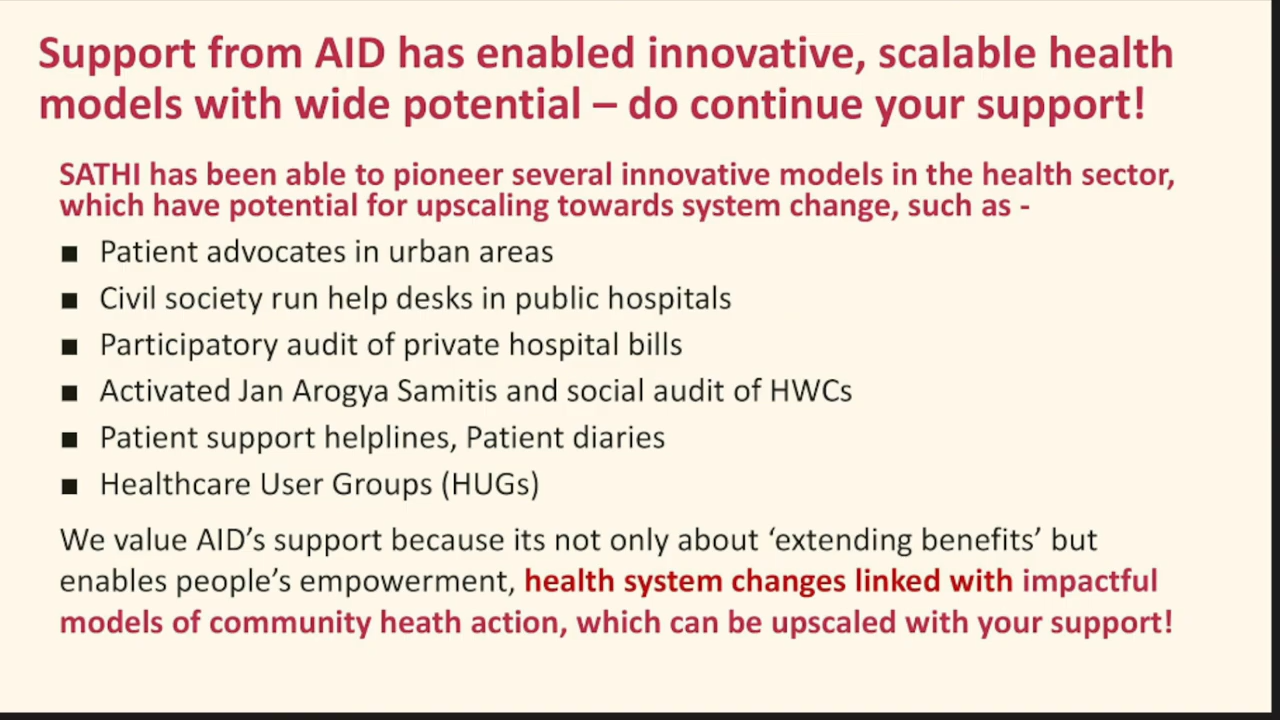 Support from AID has enabled innovative, scalable health
models with wide potential – do continue your support!
SATHI has been able to pioneer several innovative models in the health sector,
which have potential for upscaling towards system change, such as -
■ Patient advocates in urban areas
■ Civil society run help desks in public hospitals
■ Participatory audit of private hospital bills
■ Activated Jan Arogya Samitis and social audit of HWCs
■ Patient support helplines, Patient diaries
■ Healthcare User Groups (HUGs)
We value AID’s support because its not only about ‘extending benefits’ but
enables people’s empowerment, health system changes linked with impactful
models of community heath action, which can be upscaled with your support!